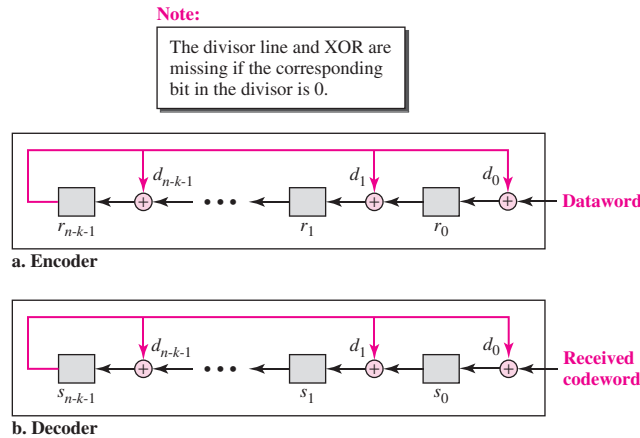 Note:
The divisor line and XOR are
missing if the corresponding
bit in the divisor is 0.
d_{n-k-1} d_1 d_0
+ + +
Dataword
r_{n-k-1} r_1 r_0
a. Encoder
d_{n-k-1} d_1 d_0
+ + +
Received
codeword
s_{n-k-1} s_1 s_0
b. Decoder